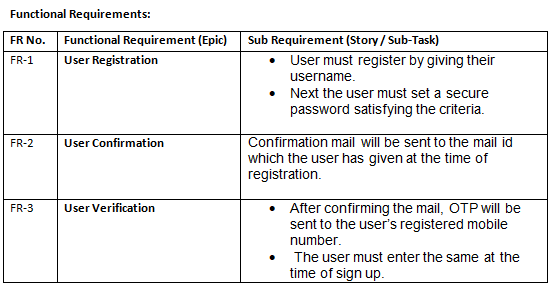 Functional Requirements:
FR No. Functional Requirement (Epic) Sub Requirement (Story / Sub-Task)
FR-1 User Registration • User must register by giving their
username.
• Next the user must set a secure
password satisfying the criteria.
FR-2 User Confirmation Confirmation mail will be sent to the mail id
which the user has given at the time of
registration.
FR-3 User Verification • After confirming the mail, OTP will be
sent to the user's registered mobile
number.
• The user must enter the same at the
time of sign up.